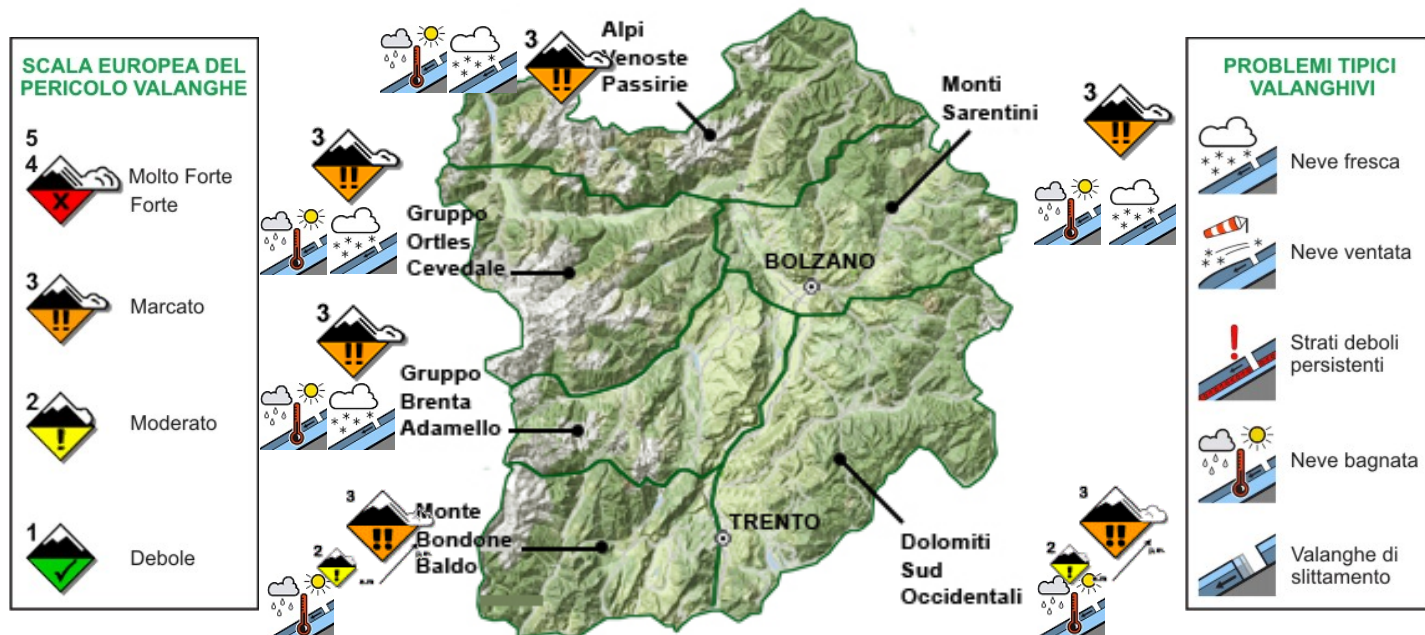 SCALA EUROPEA DEL
PERICOLO VALANGHE
5
4
Molto Forte
Forte
3
Marcato
2
Moderato
1
Debole
3
Alpi
Venoste
Passirie
Monti
Sarentini
3
3
Gruppo
Ortles
Cevedale
BOLZANO
3
Gruppo
Brenta
Adamello
3
2
Monte
Bondone
Baldo
TRENTO
Dolomiti
Sud
Occidentali
3
2
PROBLEMI TIPICI
VALANGHIVI
Neve fresca
Neve ventata
Strati deboli
persistenti
Neve bagnata
Valanghe di
slittamento